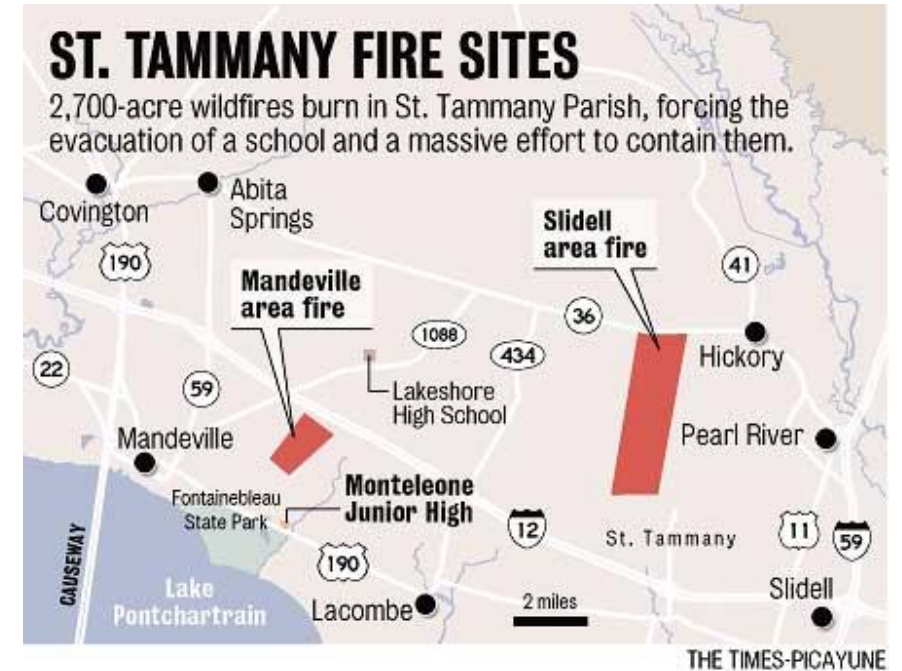 ST. TAMMANY FIRE SITES
2,700-acre wildfires burn in St. Tammany Parish, forcing the
evacuation of a school and a massive effort to contain them.
Covington
Abita
Springs
190
Mandeville
area fire
Slidell
area fire
41
36
1088
434
Hickory
22
59
Lakeshore
High School
Mandeville
Pearl River
Fontainebleau
State Park
Monteleone
Junior High
12
St. Tammany
11
59
CAUSEWAY
190
Lake
Pontchartrain
Lacombe
2 miles
Slidell
THE TIMES-PICAYUNE